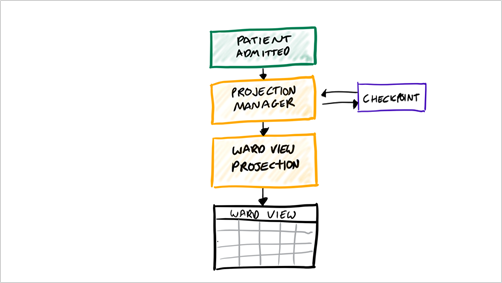 PATIENT
ADMITTED
PROJECTION
MANAGER
CHECKPOINT
WARD VIEW
PROJECTION
WARD VIEW